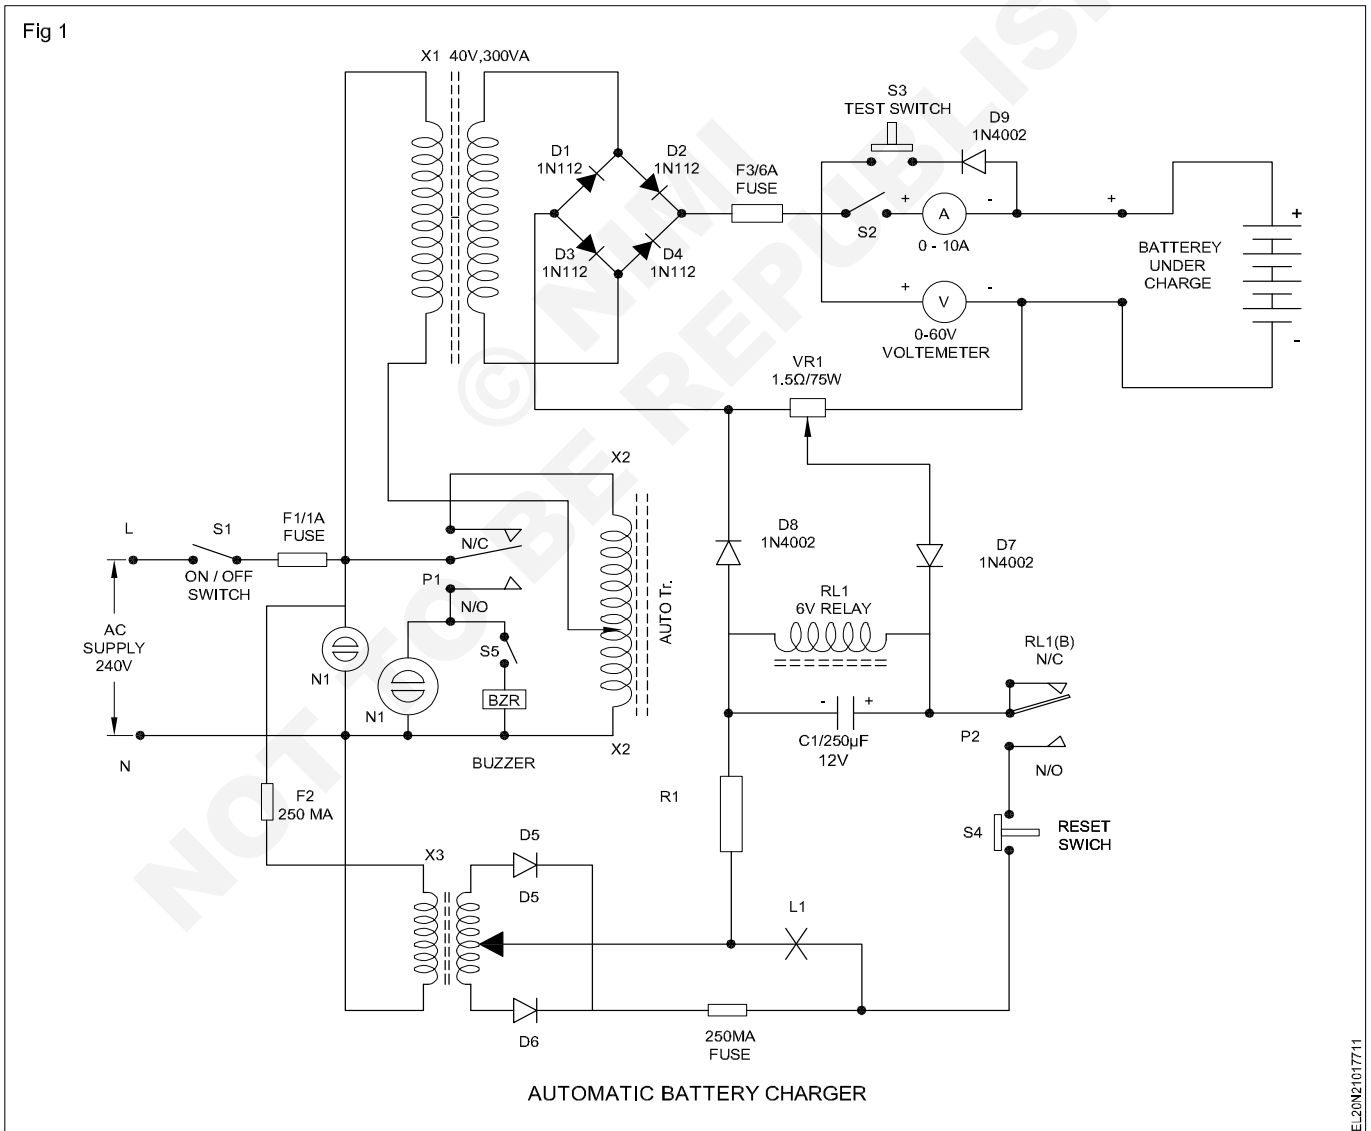 Fig 1
X1 40V,300VA
S3
TEST SWITCH
D9
1N4002
D1
1N112
D2
1N112
F3/6A
FUSE
+
A
-
+
S2
0 - 10A
D3
1N112
D4
1N112
BATTEREY
UNDER
CHARGE
+
-
+
V
-
0-60V
VOLTEMETER
VR1
1.5Ω/75W
X2
L
S1
F1/1A
FUSE
N/C
ON / OFF
SWITCH
P1
N/O
AUTO Tr.
D8
1N4002
D7
1N4002
RL1
6V RELAY
AC
SUPPLY
240V
N1
N1
S5
BZR
BUZZER
X2
RL1(B)
N/C
-
+
C1/250µF
12V
P2
N/O
N
F2
250 MA
R1
S4
RESET
SWICH
X3
D5
D5
L1
D6
250MA
FUSE
AUTOMATIC BATTERY CHARGER
EL20N21017711
© NIMI
NOT TO BE REPUBLISH